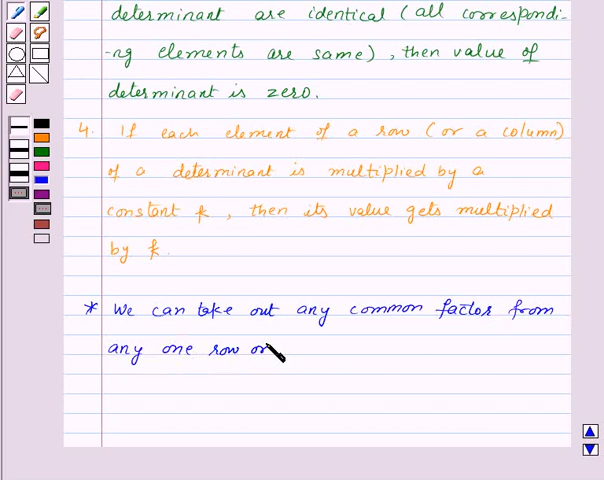 determinant are identical (all correspondi-
-ng elements are same), then value of
determinant is zero.
4. If each element of a row (or a column)
of a determinant is multiplied by a
constant k, then its value gets multiplied
by k.
* We can take out any common factor from
any one row or